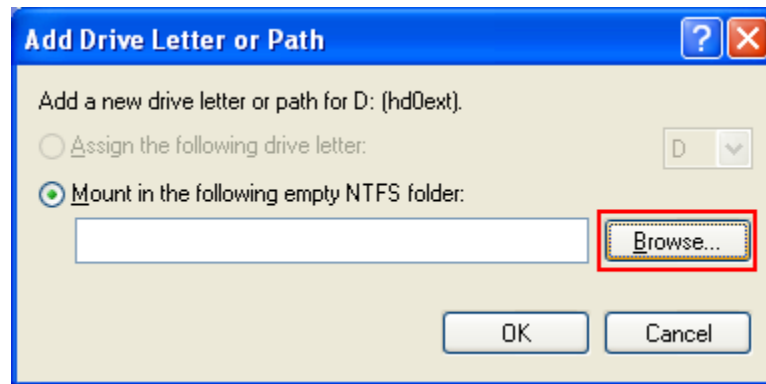 Add Drive Letter or Path
Add a new drive letter or path for D: (hd0ext).
Assign the following drive letter:
D
Mount in the following empty NTFS folder:
Browse...
OK
Cancel